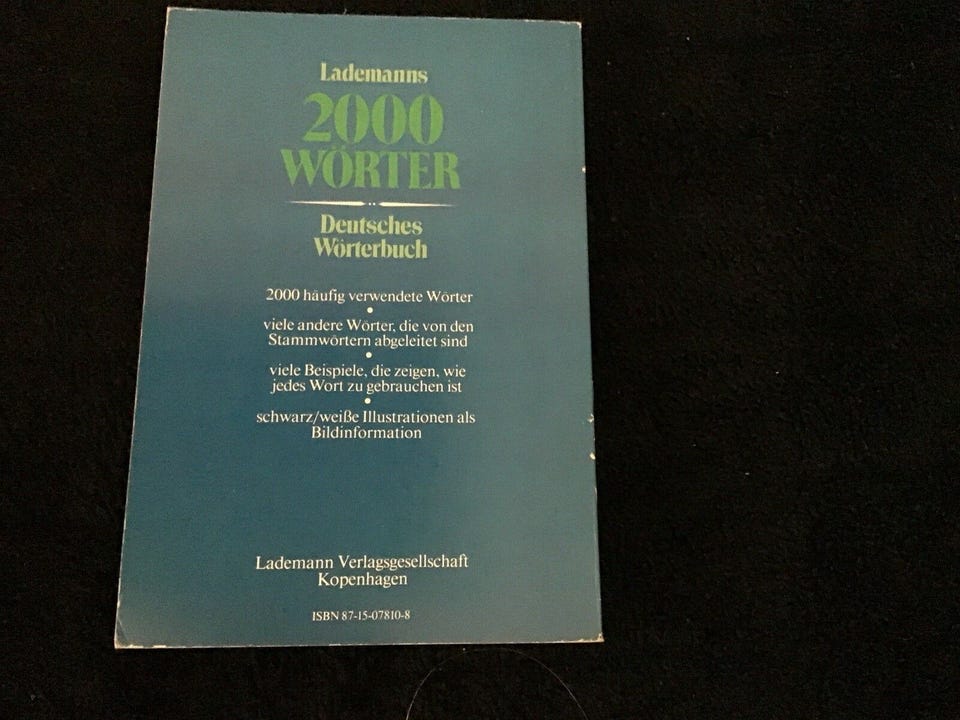 Lademanns
2000
WÖRTER
Deutsches
Wörterbuch
2000 häufig verwendete Wörter
viele andere Wörter, die von den
Stammwörtern abgeleitet sind
viele Beispiele, die zeigen, wie
jedes Wort zu gebrauchen ist
schwarz/weiße Illustrationen als
Bildinformation
Lademann Verlagsgesellschaft
Kopenhagen
ISBN 87-15-07810-8